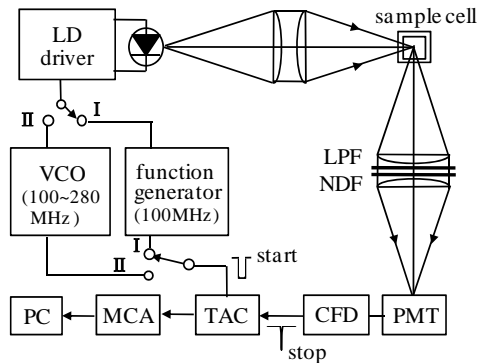 LD
driver
sample cell
II
I
VCO
(100~280
MHz)
function
generator
(100MHz)
LPF
NDF
I
II
start
PC
MCA
TAC
CFD
PMT
stop